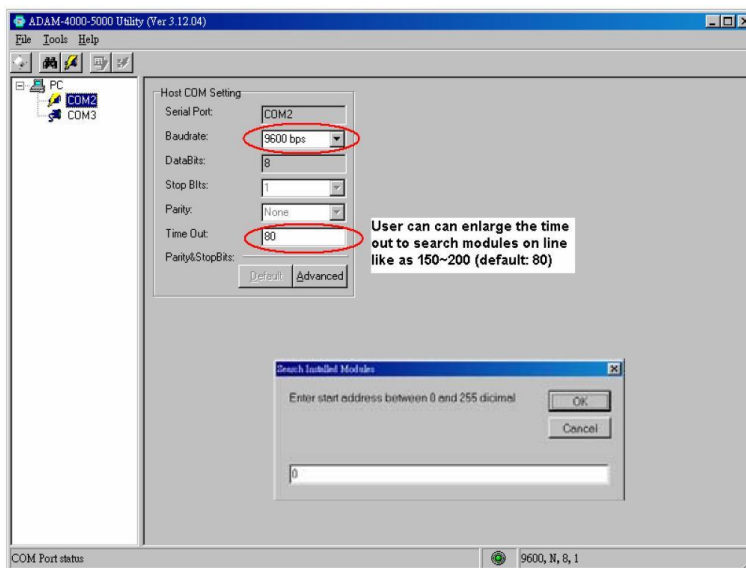 ADAM-4000-5000 Utility (Ver 3.12.04)
File Tools Help
PC
COM2
COM3
Host COM Setting
Serial Port: COM2
Baudrate: 9600 bps
DataBits: 8
Stop BIts: 1
Parity: None
Time Out: 80
Parity&StopBits:
Default Advanced
User can can enlarge the time
out to search modules on line
like as 150~200 (default: 80)
Search Installed Modules
Enter start address between 0 and 255 dicimal
OK
Cancel
0
COM Port status
9600, N, 8, 1